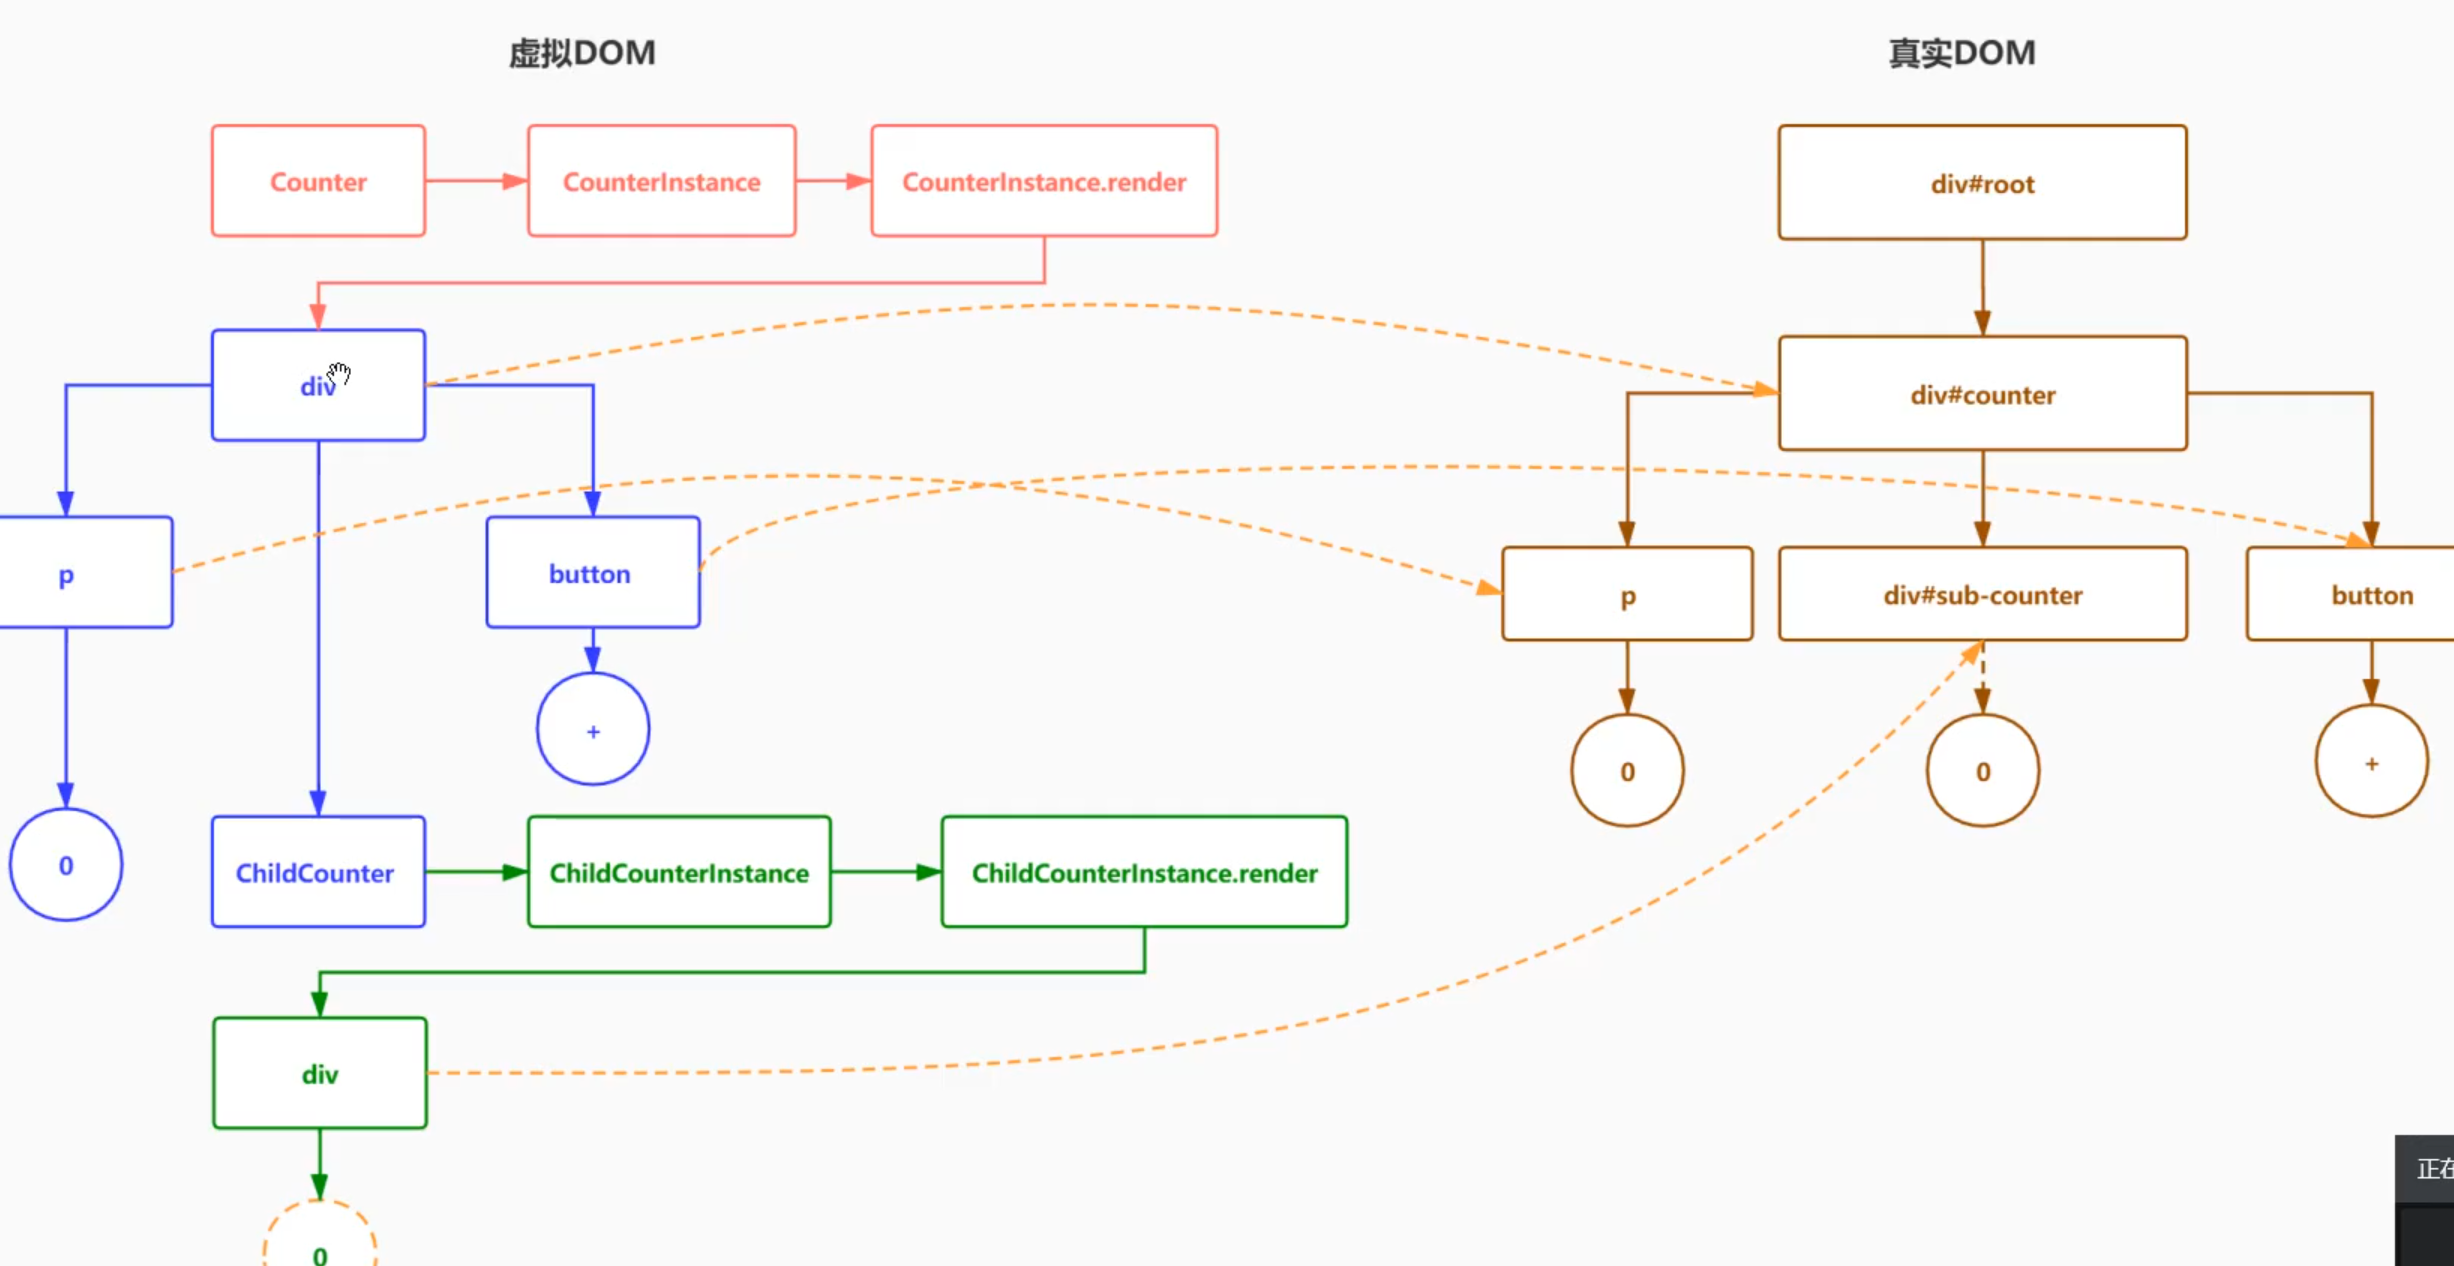 虚拟DOM
真实DOM
Counter
CounterInstance
CounterInstance.render
div#root
div
div#counter
p
button
p
div#sub-counter
button
+
0
0
+
0
ChildCounter
ChildCounterInstance
ChildCounterInstance.render
div
正在
0